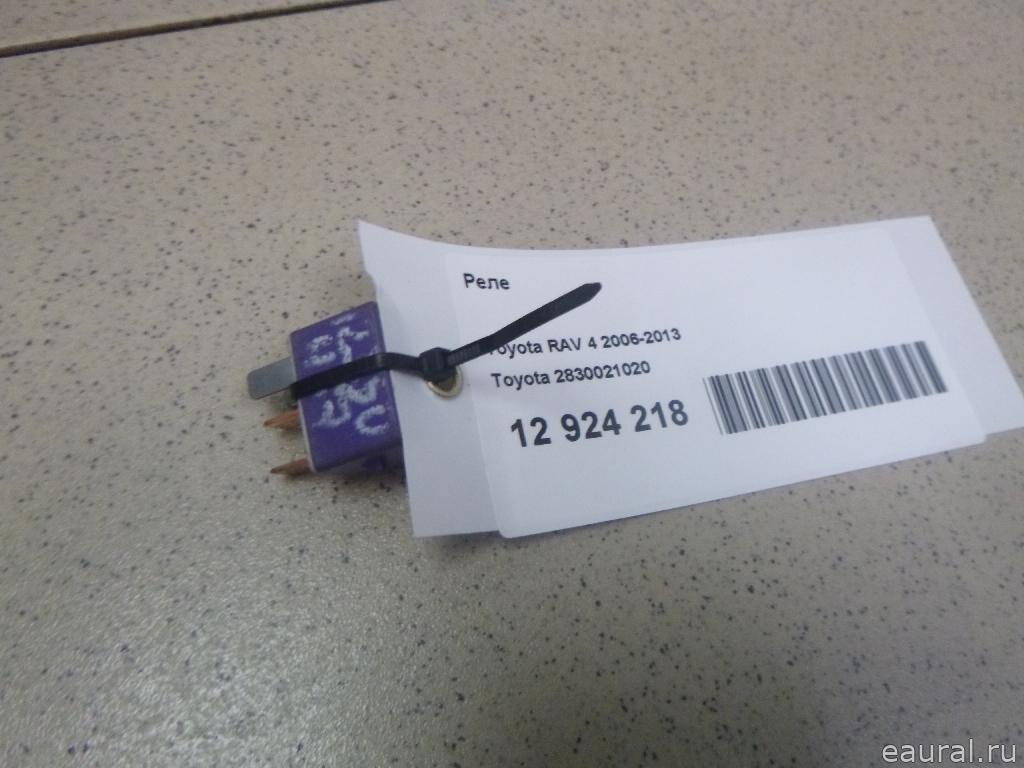 Реле
Toyota RAV 4 2006-2013
Toyota 2830021020
12 924 218
eaural.ru